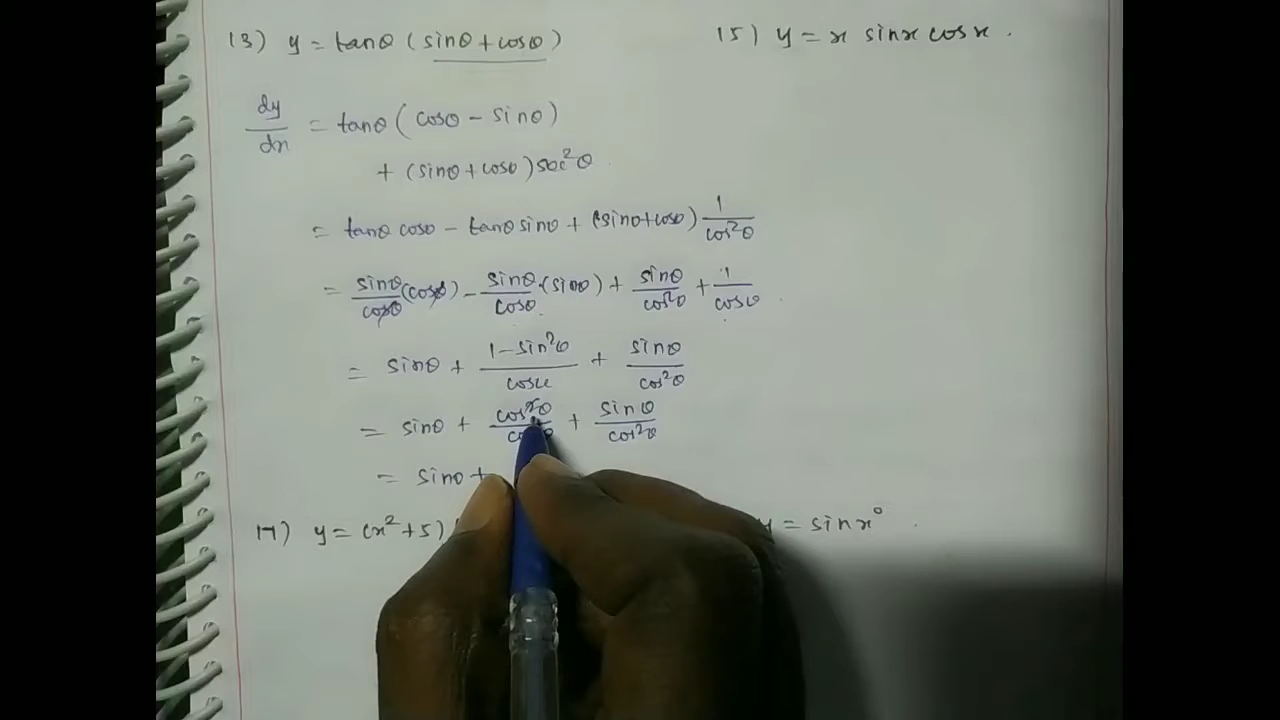 13) y = tanθ (sinθ + cosθ)
15) y = x sinx cosx .
dy/dx = tanθ (cosθ - sinθ)
+ (sinθ + cosθ) sec²θ
= tanθ cosθ - tanθ sinθ + (sinθ + cosθ) 1/cos²θ
= sinθ/cosθ (cosθ) - sinθ/cosθ . (sinθ) + sinθ/cos²θ + 1/cosθ
= sinθ + 1 - sin²θ/cosθ + sinθ/cos²θ
= sinθ + cos²θ/cosθ + sinθ/cos²θ
= sinθ +
17) y = (x² + 5)
y = sin x° .